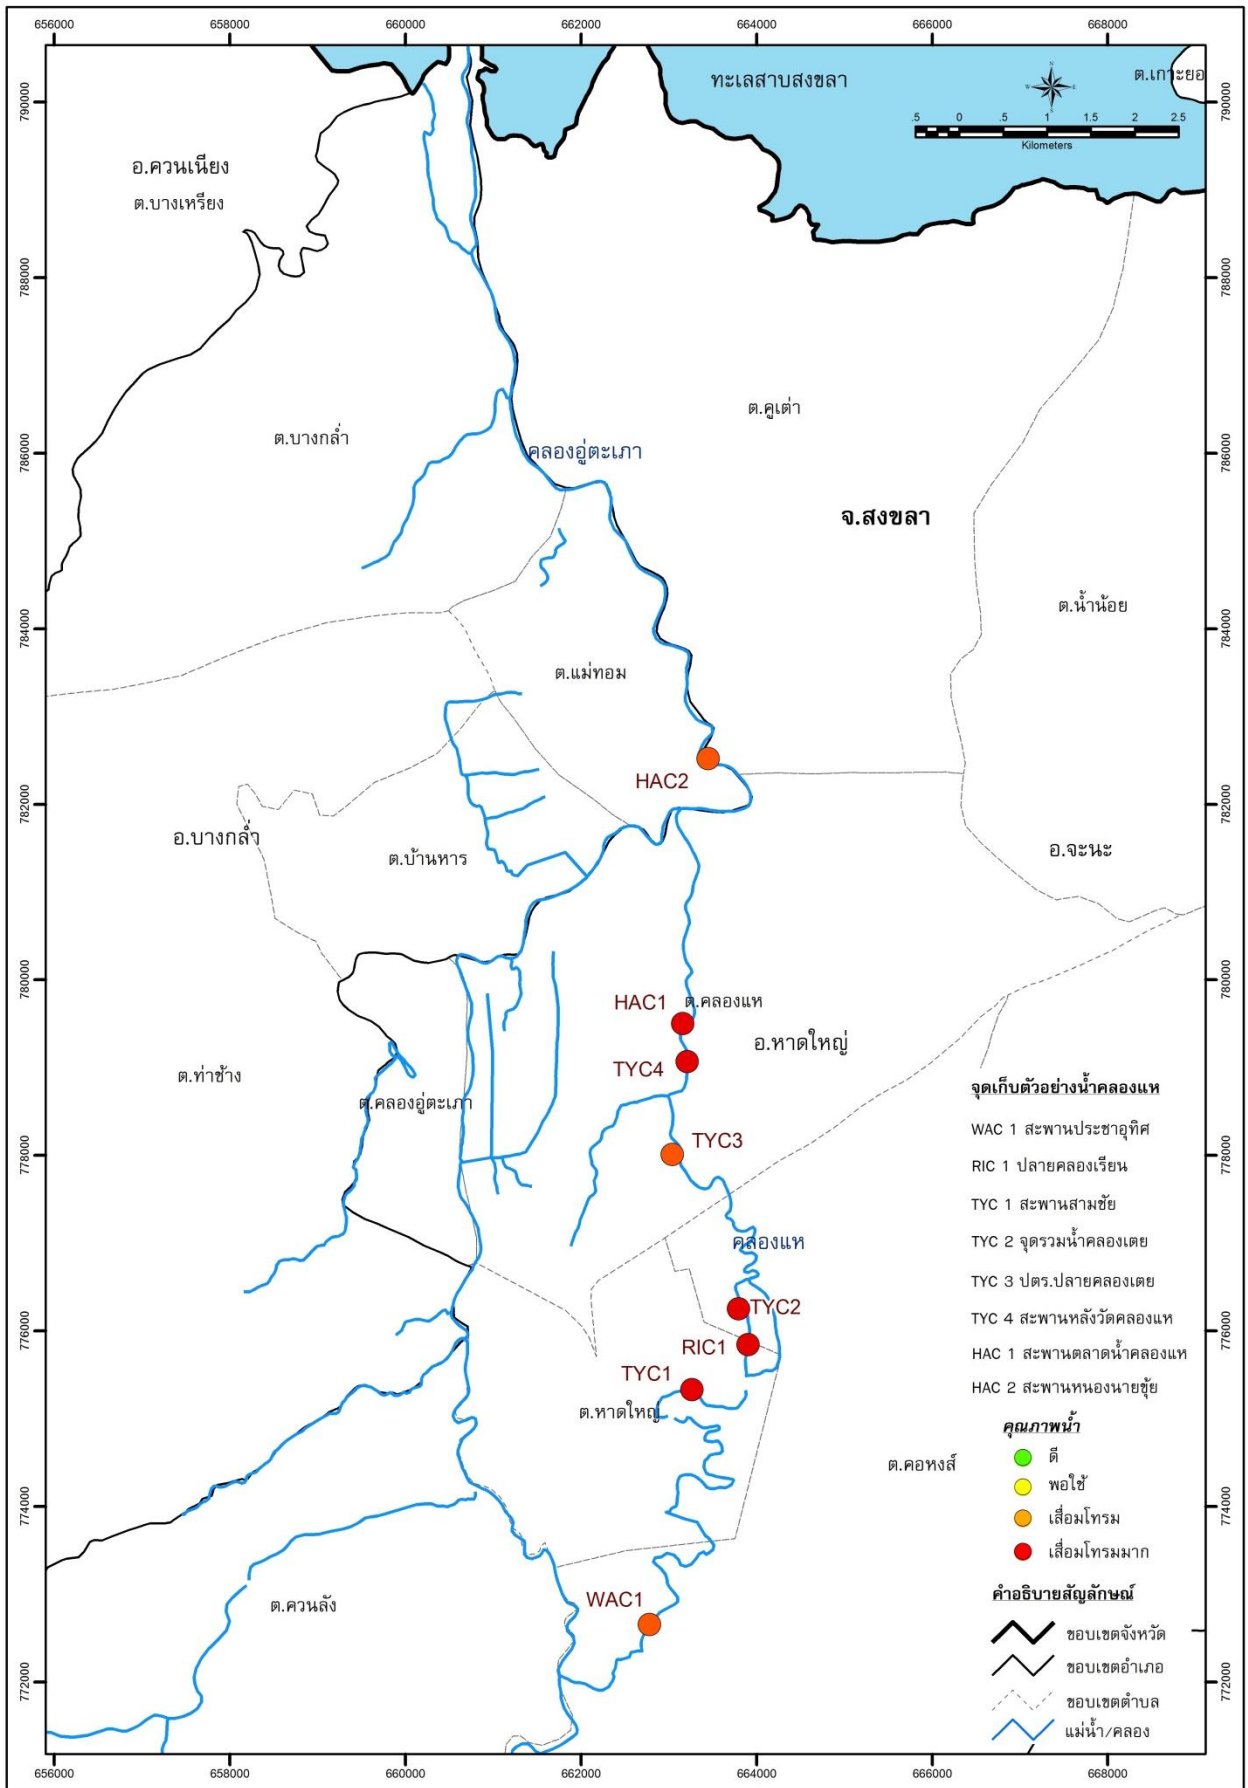 656000 658000 660000 662000 664000 666000 668000
790000
788000
786000
784000
782000
780000
778000
776000
774000
772000
790000
788000
786000
784000
782000
780000
778000
776000
774000
772000
ทะเลสาบสงขลา
ต.เกาะยอ
N
W E
S
.5 0 .5 1 1.5 2 2.5
Kilometers
อ.ควนเนียง
ต.บางเหรียง
ต.บางกล่ำ
ต.คูเต่า
คลองอู่ตะเภา
จ.สงขลา
ต.น้ำน้อย
ต.แม่ทอม
HAC2
อ.บางกล่ำ
ต.บ้านหาร
อ.จะนะ
HAC1
ต.คลองแห
อ.หาดใหญ่
TYC4
ต.ท่าช้าง
ต.คลองอู่ตะเภา
TYC3
คลองแห
TYC2
RIC1
TYC1
ต.หาดใหญ่
ต.คอหงส์
WAC1
ต.ควนลัง
จุดเก็บตัวอย่างน้ำคลองแห
WAC 1 สะพานประชาอุทิศ
RIC 1 ปลายคลองเรียน
TYC 1 สะพานสามชัย
TYC 2 จุดรวมน้ำคลองเตย
TYC 3 ปตร.ปลายคลองเตย
TYC 4 สะพานหลังวัดคลองแห
HAC 1 สะพานตลาดน้ำคลองแห
HAC 2 สะพานหนองนายขุ้ย
คุณภาพน้ำ
ดี
พอใช้
เสื่อมโทรม
เสื่อมโทรมมาก
คำอธิบายสัญลักษณ์
ขอบเขตจังหวัด
ขอบเขตอำเภอ
ขอบเขตตำบล
แม่น้ำ/คลอง
656000 658000 660000 662000 664000 666000 668000